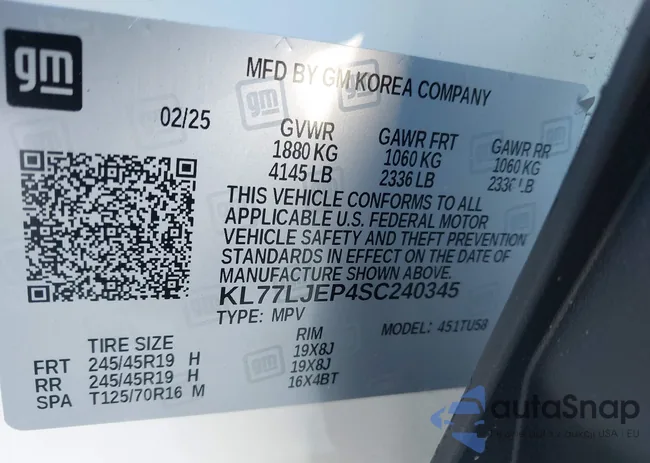 gm
MFD BY GM KOREA COMPANY
02/25
GVWR GAWR FRT GAWR RR
1880 KG 1060 KG 1060 KG
4145 LB 2336 LB 2336 LB
THIS VEHICLE CONFORMS TO ALL
APPLICABLE U.S. FEDERAL MOTOR
VEHICLE SAFETY AND THEFT PREVENTION
STANDARDS IN EFFECT ON THE DATE OF
MANUFACTURE SHOWN ABOVE.
KL77LJEP4SC240345
TYPE: MPV MODEL: 451TU58
TIRE SIZE RIM
FRT 245/45R19 H 19X8J
RR 245/45R19 H 19X8J
SPA T125/70R16 M 16X4BT
autaSnap